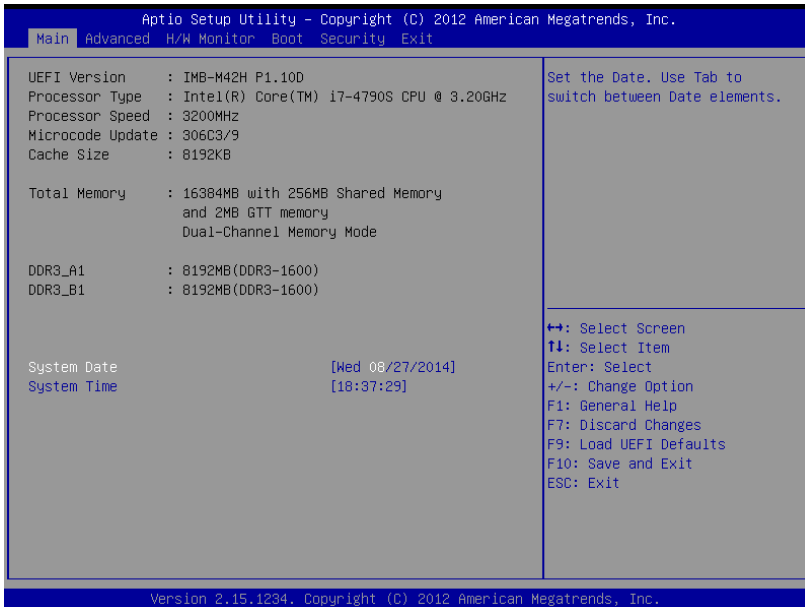 Aptio Setup Utility – Copyright (C) 2012 American Megatrends, Inc.
Main Advanced H/W Monitor Boot Security Exit
UEFI Version : IMB-M42H P1.10D
Processor Type : Intel(R) Core(TM) i7-4790S CPU @ 3.20GHz
Processor Speed : 3200MHz
Microcode Update : 306C3/9
Cache Size : 8192KB
Total Memory : 16384MB with 256MB Shared Memory
and 2MB GTT memory
Dual-Channel Memory Mode
DDR3_A1 : 8192MB(DDR3-1600)
DDR3_B1 : 8192MB(DDR3-1600)
System Date [Wed 08/27/2014]
System Time [18:37:29]
Set the Date. Use Tab to
switch between Date elements.
↔: Select Screen
↑↓: Select Item
Enter: Select
+/-: Change Option
F1: General Help
F7: Discard Changes
F9: Load UEFI Defaults
F10: Save and Exit
ESC: Exit
Version 2.15.1234. Copyright (C) 2012 American Megatrends, Inc.